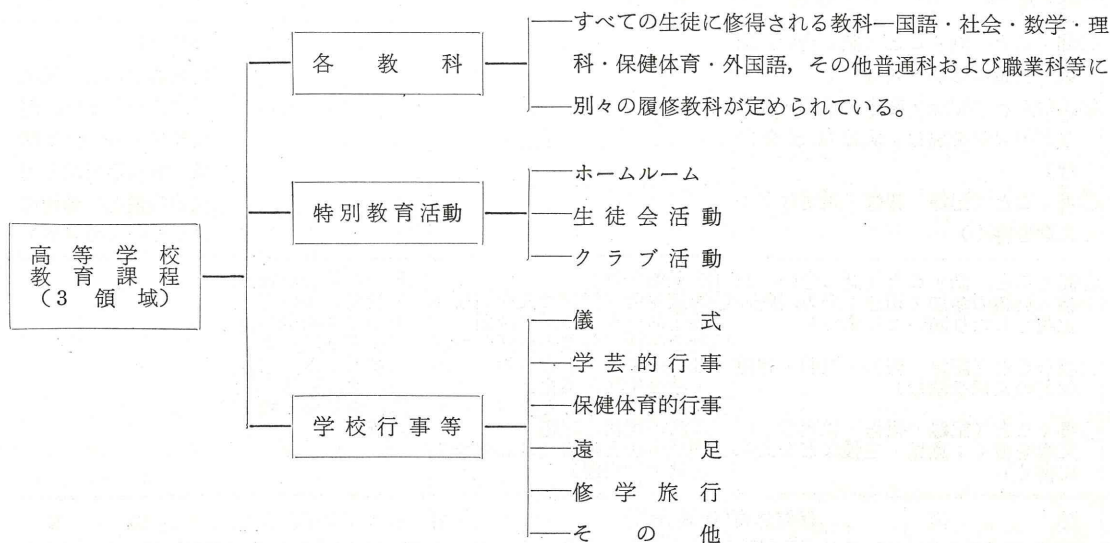 高等学校
教育課程
（3領域）
各教科
すべての生徒に修得される教科―国語・社会・数学・理
科・保健体育・外国語，その他普通科および職業科等に
別々の履修教科が定められている。
特別教育活動
ホームルーム
生徒会活動
クラブ活動
学校行事等
儀式
学芸的行事
保健体育的行事
遠足
修学旅行
その他